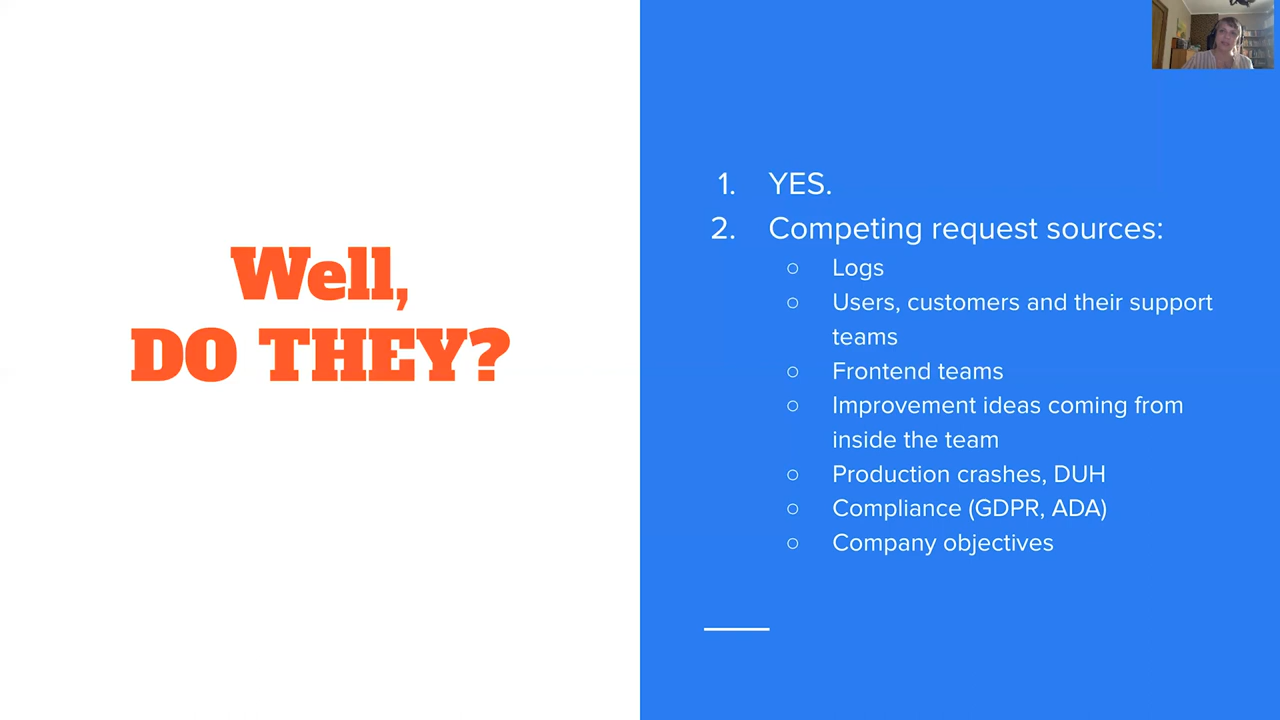 Well,
DO THEY?
1. YES.
2. Competing request sources:
○ Logs
○ Users, customers and their support
teams
○ Frontend teams
○ Improvement ideas coming from
inside the team
○ Production crashes, DUH
○ Compliance (GDPR, ADA)
○ Company objectives